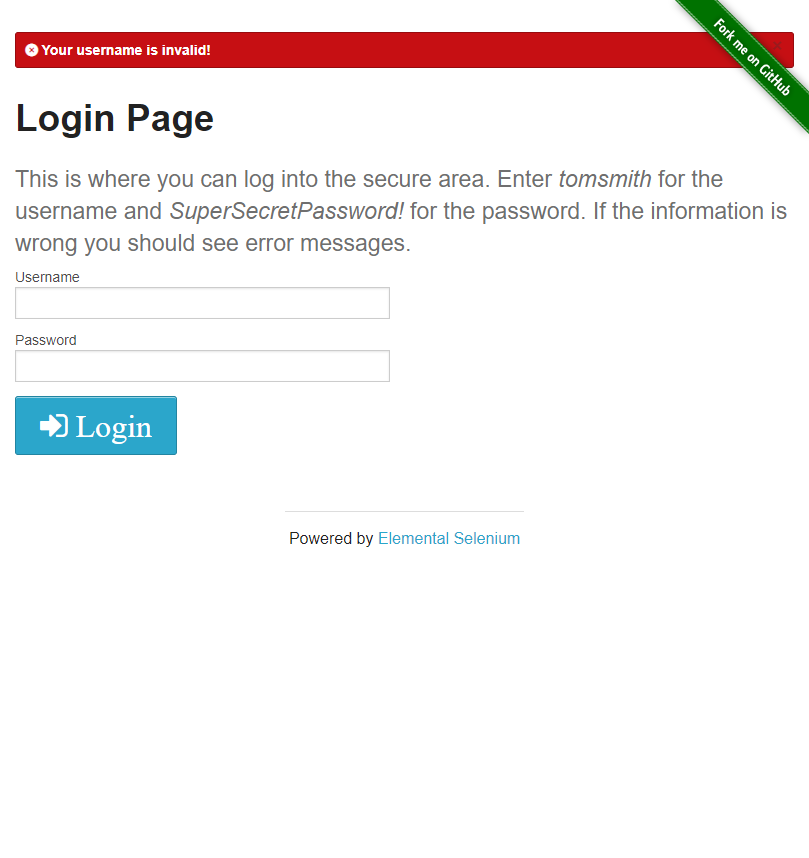 Your username is invalid!
Fork me on GitHub
Login Page
This is where you can log into the secure area. Enter tomsmith for the
username and SuperSecretPassword! for the password. If the information is
wrong you should see error messages.
Username
Password
Login
Powered by Elemental Selenium